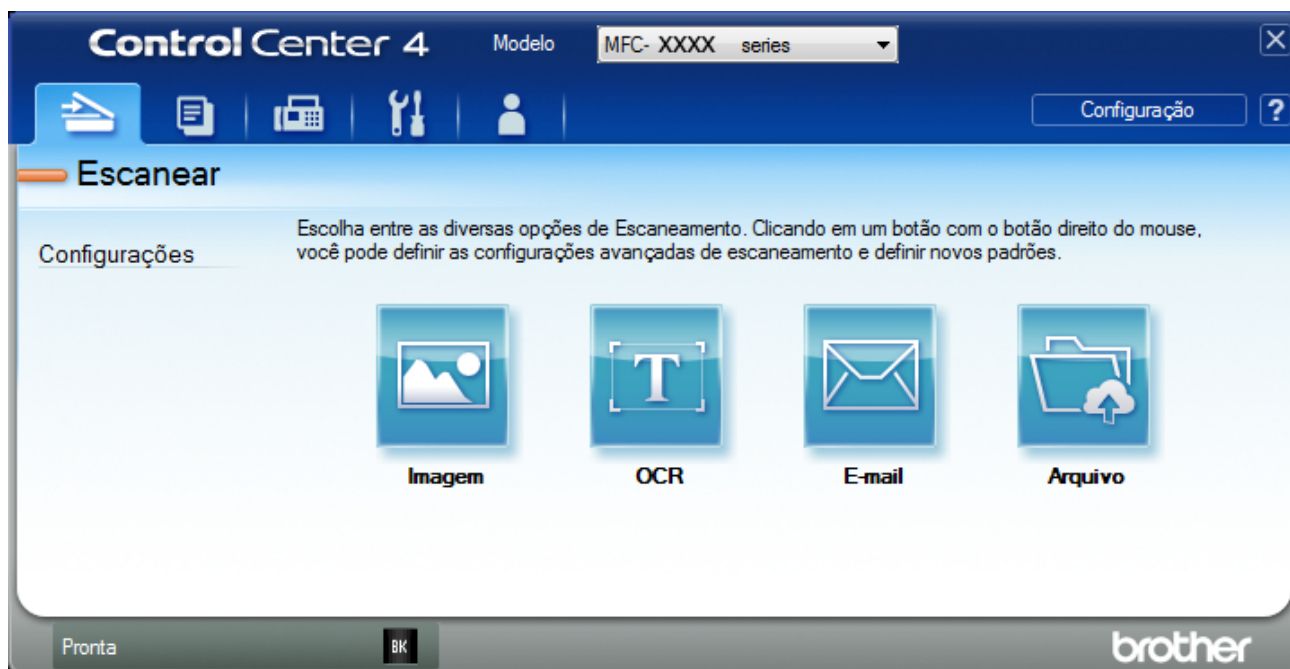 Control Center 4 Modelo MFC- XXXX series
Configuração ?
Escanear
Configurações
Escolha entre as diversas opções de Escaneamento. Clicando em um botão com o botão direito do mouse,
você pode definir as configurações avançadas de escaneamento e definir novos padrões.
T
Imagem OCR E-mail Arquivo
Pronta BK brother